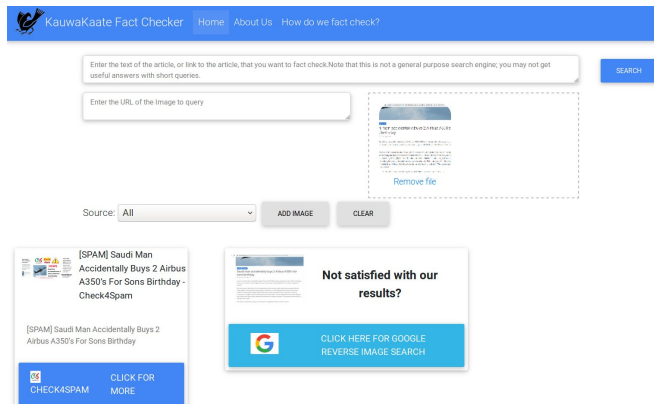 KauwaKaate Fact Checker Home About Us How do we fact check?
Enter the text of the article, or link to the article, that you want to fact check.Note that this is not a general purpose search engine; you may not get
useful answers with short queries.
SEARCH
Enter the URL of the Image to query
Remove file
Source: All
ADD IMAGE
CLEAR
[SPAM] Saudi Man
Accidentally Buys 2 Airbus
A350's For Sons Birthday -
Check4Spam
[SPAM] Saudi Man Accidentally Buys 2
Airbus A350's For Sons Birthday
CHECK4SPAM
CLICK FOR
MORE
Not satisfied with our
results?
CLICK HERE FOR GOOGLE
REVERSE IMAGE SEARCH